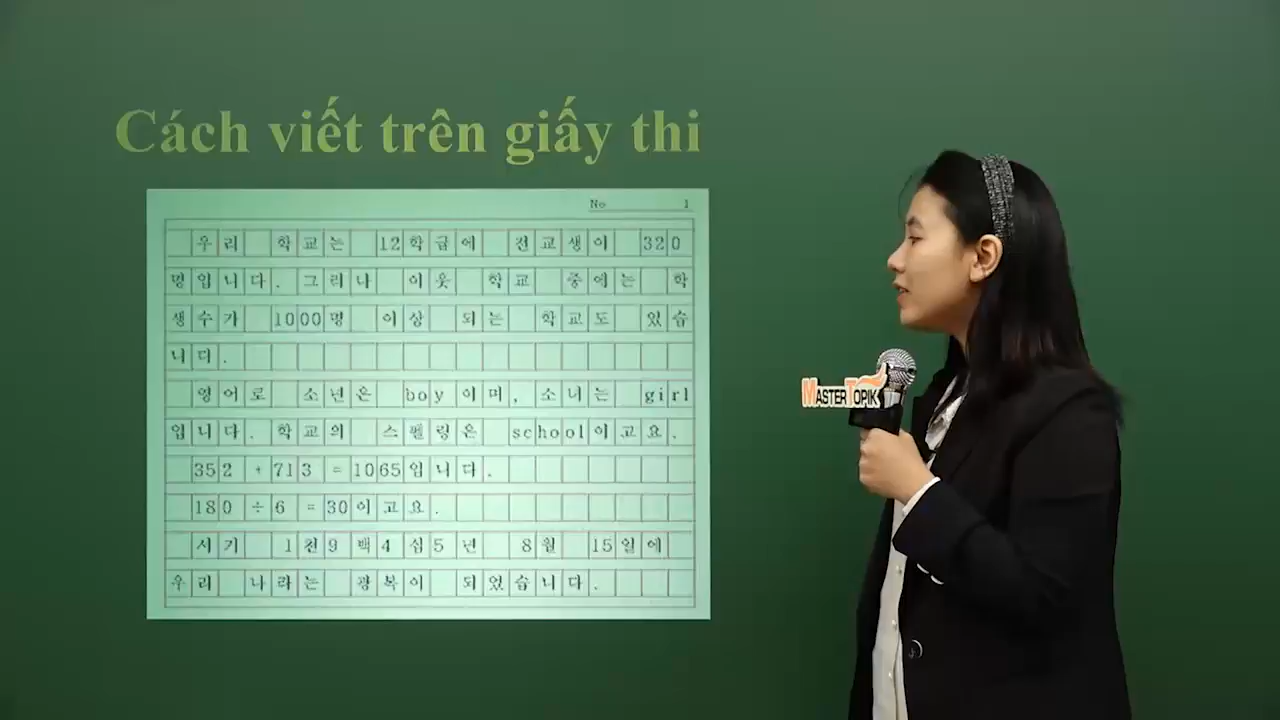 Cách viết trên giấy thi
No 1
우리 학교는 12학급에 전교생이 320
명입니다. 그러나 이웃 학교 중에는 학
생수가 1000명 이상 되는 학교도 있습
니다.
영어로 소년은 boy이며, 소녀는 girl
입니다. 학교의 스펠링은 school이고요.
352 + 713 = 1065입니다.
180 ÷ 6 = 30이고요.
서기 1천9백4십5년 8월 15일에
우리 나라는 광복이 되었습니다.
MASTERTOPIK